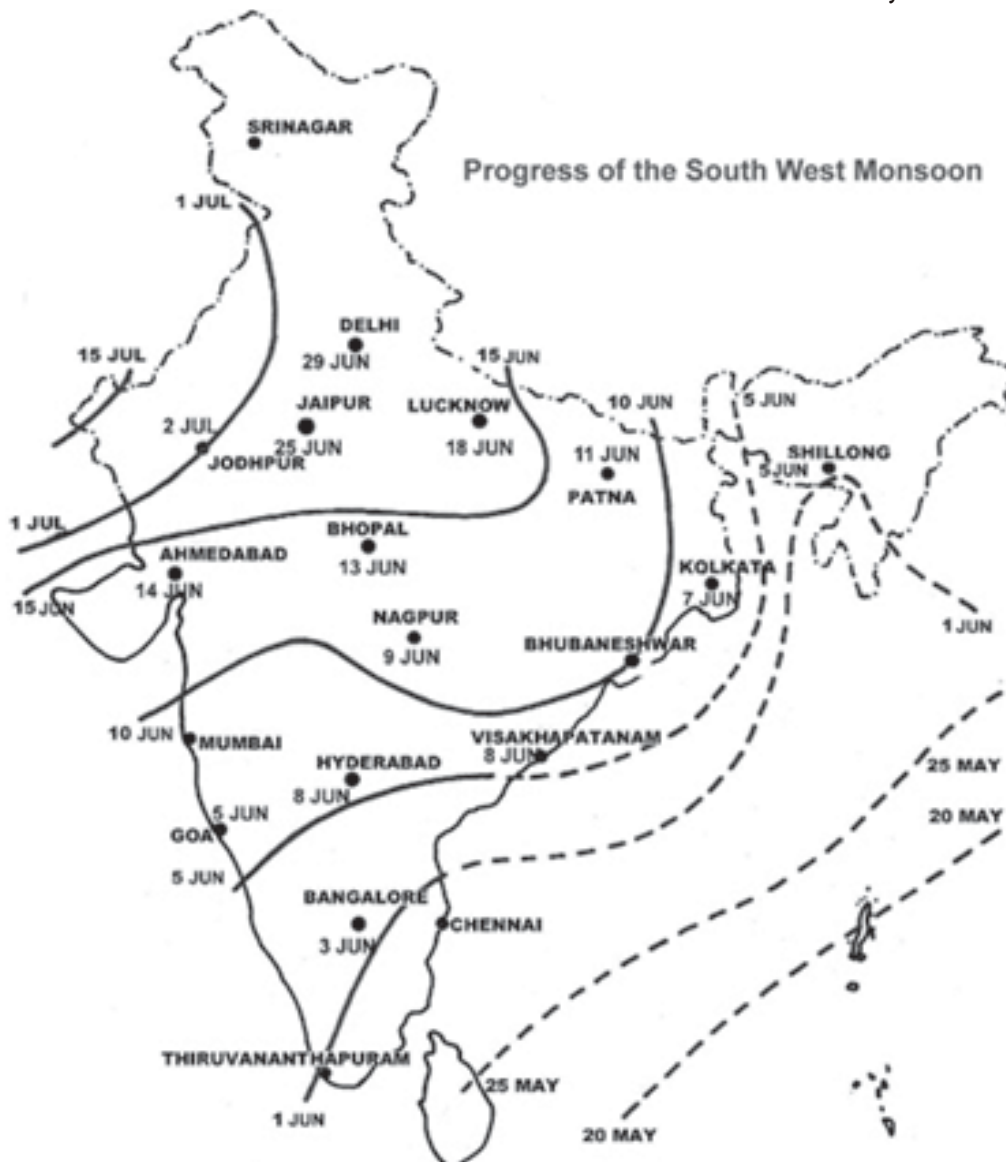 SRINAGAR
Progress of the South West Monsoon
1 JUL
DELHI
29 JUN
15 JUL
15 JUN
JAIPUR
LUCKNOW
10 JUN
5 JUN
2 JUL
25 JUN
18 JUN
11 JUN
SHILLONG
JODHPUR
5 JUN
PATNA
1 JUL
BHOPAL
AHMEDABAD
13 JUN
KOLKATA
14 JUN
7 JUN
15 JUN
NAGPUR
1 JUN
9 JUN
BHUBANESHWAR
10 JUN
MUMBAI
VISAKHAPATANAM
8 JUN
HYDERABAD
25 MAY
8 JUN
5 JUN
20 MAY
GOA
5 JUN
BANGALORE
CHENNAI
3 JUN
THIRUVANANTHAPURAM
25 MAY
1 JUN
20 MAY